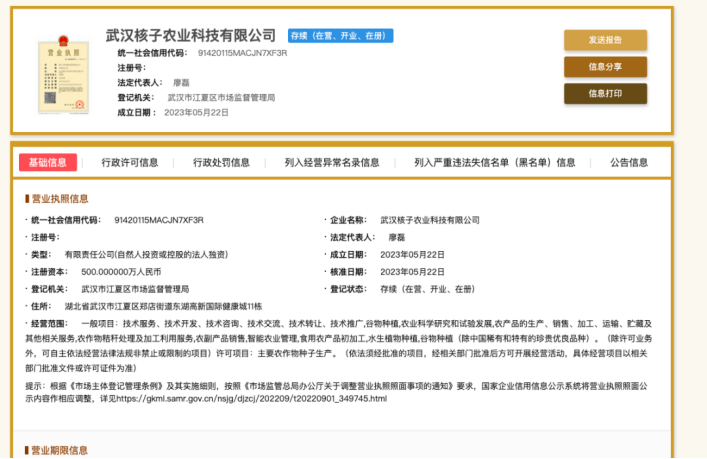 武汉核子农业科技有限公司 存续（在营、开业、在册）
统一社会信用代码： 91420115MACJN7XF3R
注册号：
法定代表人： 廖磊
登记机关： 武汉市江夏区市场监督管理局
成立日期： 2023年05月22日
发送报告
信息分享
信息打印
营业执照
基础信息 行政许可信息 行政处罚信息 列入经营异常名录信息 列入严重违法失信名单（黑名单）信息 公告信息
营业执照信息
· 统一社会信用代码： 91420115MACJN7XF3R · 企业名称： 武汉核子农业科技有限公司
· 注册号： · 法定代表人： 廖磊
· 类型： 有限责任公司(自然人投资或控股的法人独资) · 成立日期： 2023年05月22日
· 注册资本： 500.000000万人民币 · 核准日期： 2023年05月22日
· 登记机关： 武汉市江夏区市场监督管理局 · 登记状态： 存续（在营、开业、在册）
· 住所： 湖北省武汉市江夏区郑店街道东湖高新国际健康城11栋
· 经营范围： 一般项目：技术服务、技术开发、技术咨询、技术交流、技术转让、技术推广,谷物种植,农业科学研究和试验发展,农产品的生产、销售、加工、运输、贮藏及
其他相关服务,农作物秸秆处理及加工利用服务,农副产品销售,智能农业管理,食用农产品初加工,水生植物种植,谷物种植（除中国稀有和特有的珍贵优良品种）。（除许可业务
外，可自主依法经营法律法规非禁止或限制的项目）许可项目：主要农作物种子生产。（依法须经批准的项目，经相关部门批准后方可开展经营活动，具体经营项目以相关
部门批准文件或许可证件为准）
提示：根据《市场主体登记管理条例》及其实施细则，按照《市场监管总局办公厅关于调整营业执照照面事项的通知》要求，国家企业信用信息公示系统将营业执照照面公
示内容作相应调整，详见https://gkml.samr.gov.cn/nsjg/djzcj/202209/t20220901_349745.html
营业期限信息